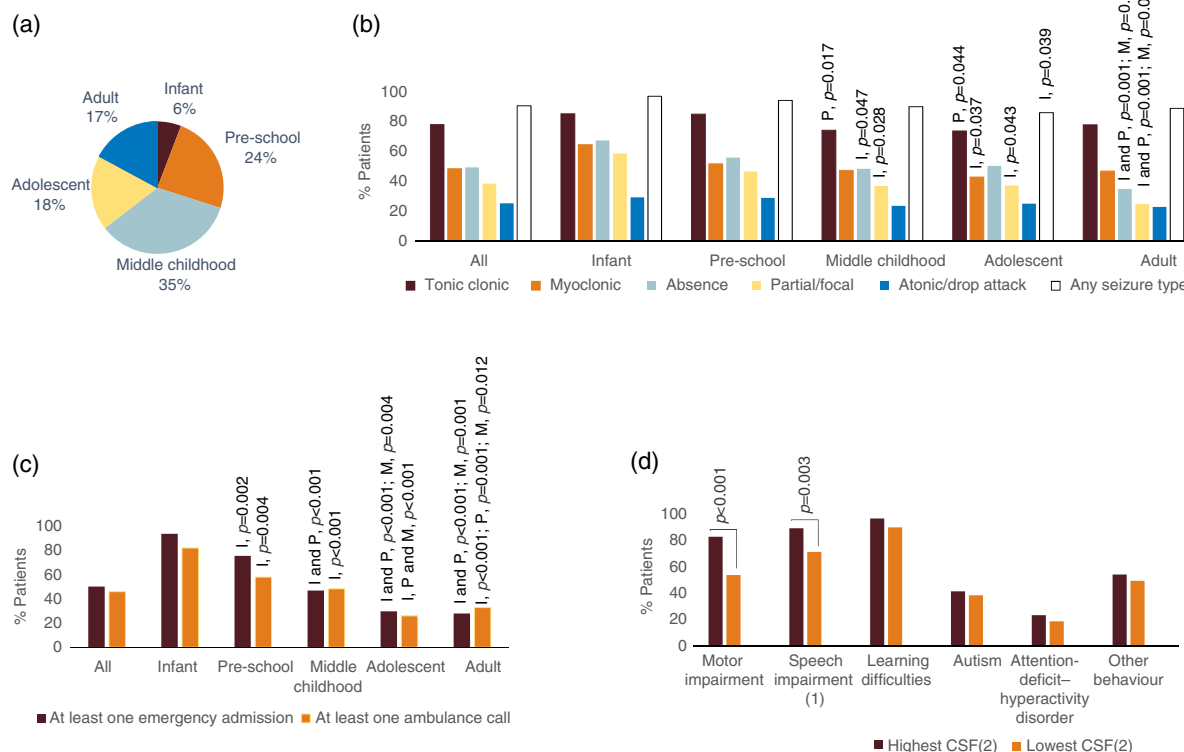 (a)
Infant
6%
Adult
17%
Pre-school
24%
Adolescent
18%
Middle childhood
35%
(b)
% Patients
100
80
60
40
20
0
P, p=0.017
I, p=0.047
I, p=0.028
P, p=0.044
I, p=0.037
I, p=0.043
I, p=0.039
I and P, p=0.001; M, p=0.
I and P, p=0.001; M, p=0.0
All
Infant
Pre-school
Middle childhood
Adolescent
Adult
Tonic clonic
Myoclonic
Absence
Partial/focal
Atonic/drop attack
Any seizure type
(c)
% Patients
100
80
60
40
20
0
I, p=0.002
I, p=0.004
I and P, p<0.001
I, p<0.001
I and P, p<0.001; M, p=0.004
I, P and M, p<0.001
I and P, p<0.001; M, p=0.001
I, p<0.001; P, p=0.001; M, p=0.012
All
Infant
Pre-school
Middle
childhood
Adolescent
Adult
At least one emergency admission
At least one ambulance call
(d)
% Patients
100
80
60
40
20
0
p<0.001
p=0.003
Motor
impairment
Speech
impairment
(1)
Learning
difficulties
Autism
Attention-
deficit–
hyperactivity
disorder
Other
behaviour
Highest CSF(2)
Lowest CSF(2)